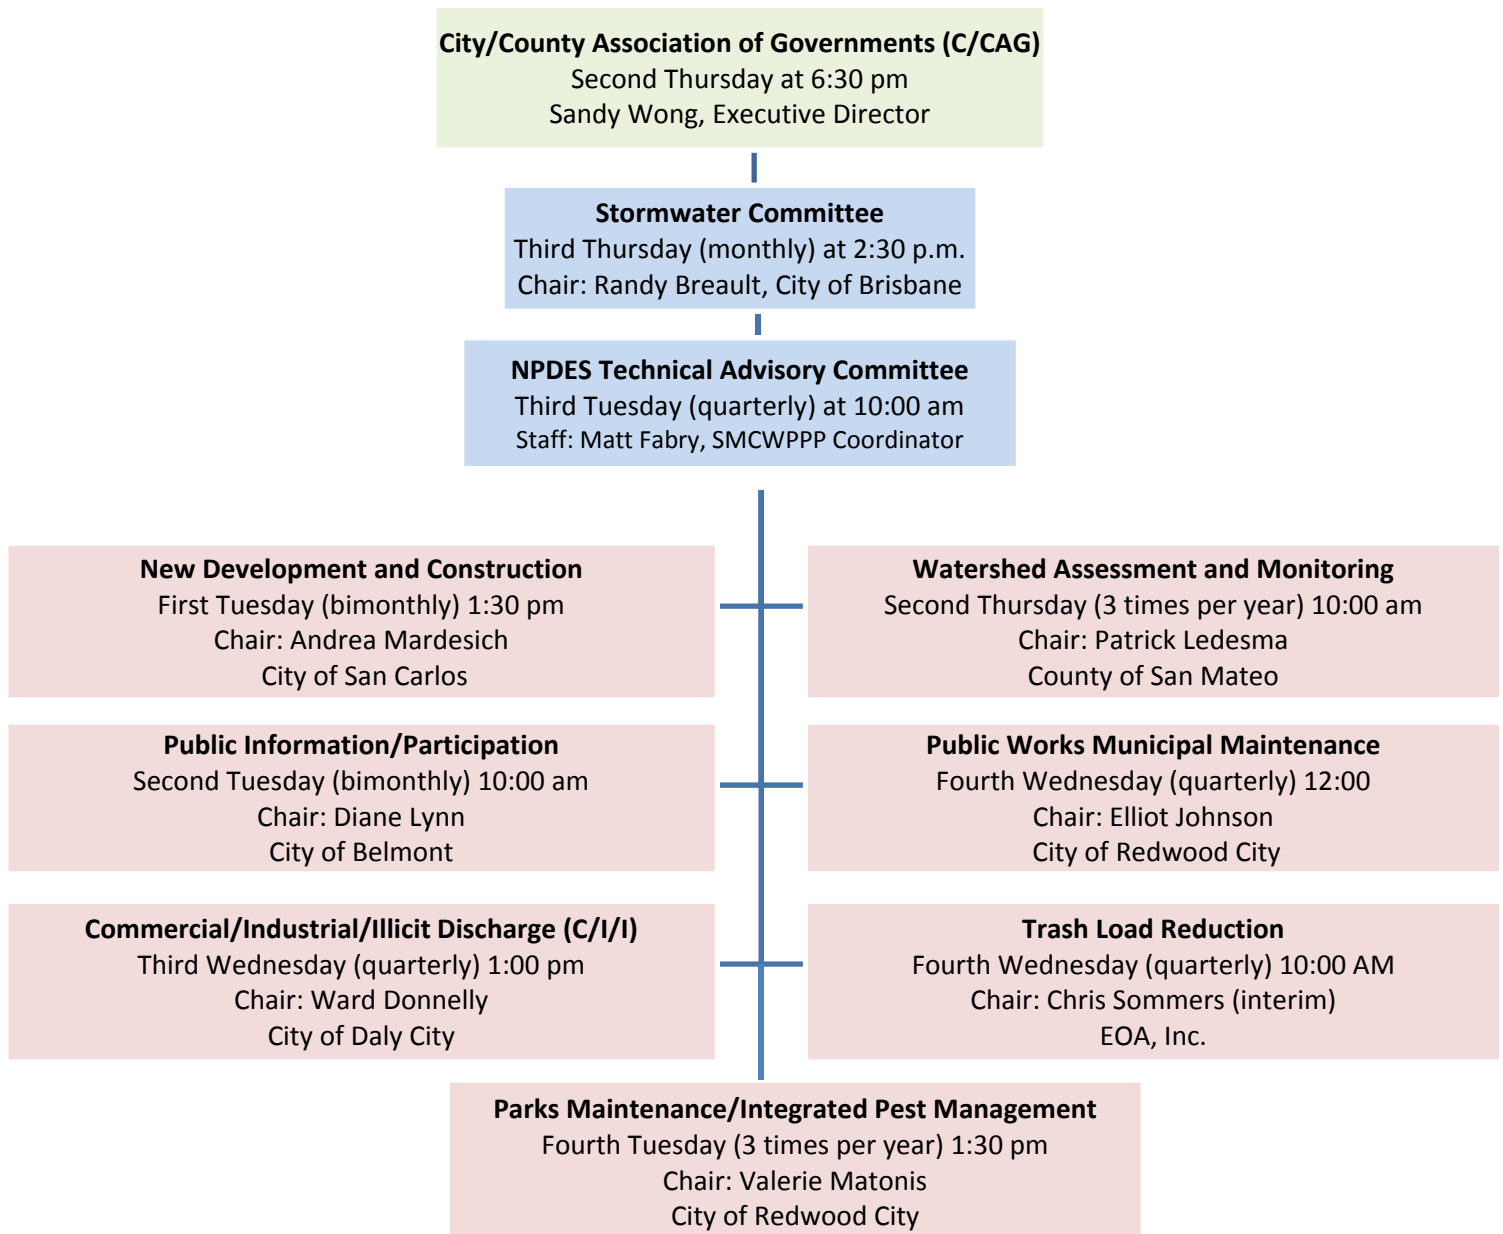 City/County Association of Governments (C/CAG)
Second Thursday at 6:30 pm
Sandy Wong, Executive Director
Stormwater Committee
Third Thursday (monthly) at 2:30 p.m.
Chair: Randy Breault, City of Brisbane
NPDES Technical Advisory Committee
Third Tuesday (quarterly) at 10:00 am
Staff: Matt Fabry, SMCWPPP Coordinator
New Development and Construction
First Tuesday (bimonthly) 1:30 pm
Chair: Andrea Mardesich
City of San Carlos
Watershed Assessment and Monitoring
Second Thursday (3 times per year) 10:00 am
Chair: Patrick Ledesma
County of San Mateo
Public Information/Participation
Second Tuesday (bimonthly) 10:00 am
Chair: Diane Lynn
City of Belmont
Public Works Municipal Maintenance
Fourth Wednesday (quarterly) 12:00
Chair: Elliot Johnson
City of Redwood City
Commercial/Industrial/Illicit Discharge (C/I/I)
Third Wednesday (quarterly) 1:00 pm
Chair: Ward Donnelly
City of Daly City
Trash Load Reduction
Fourth Wednesday (quarterly) 10:00 AM
Chair: Chris Sommers (interim)
EOA, Inc.
Parks Maintenance/Integrated Pest Management
Fourth Tuesday (3 times per year) 1:30 pm
Chair: Valerie Matonis
City of Redwood City